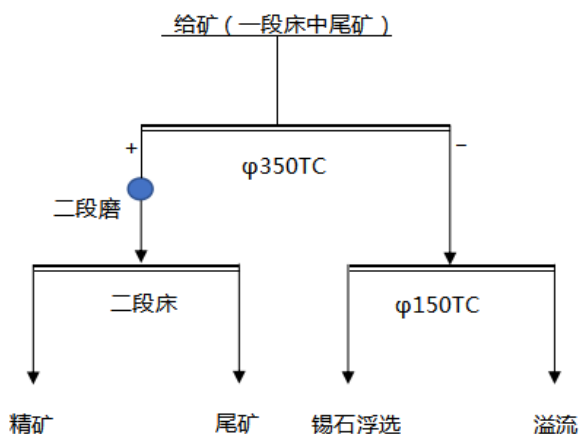 给矿（一段床中尾矿）
+
−
φ350TC
二段磨
二段床
φ150TC
精矿
尾矿
锡石浮选
溢流